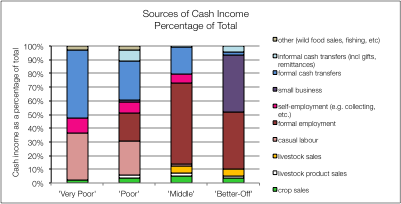 Sources of Cash Income
Percentage of Total
Cash income as a percentage of total
100%
90%
80%
70%
60%
50%
40%
30%
20%
10%
0%
'Very Poor' 'Poor' 'Middle' 'Better-Off'
other (wild food sales, fishing, etc)
informal cash transfers (incl gifts,
remittances)
formal cash transfers
small business
self-employment (e.g. collecting,
etc.)
formal employment
casual labour
livestock sales
livestock product sales
crop sales